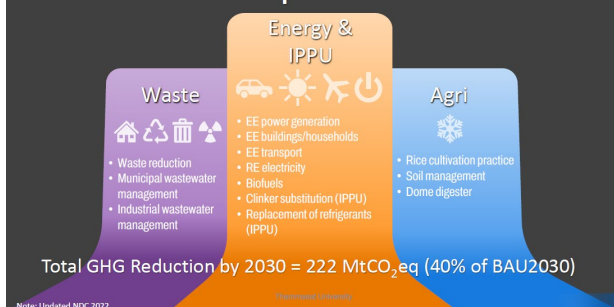 Energy &
IPPU
Waste
Agri
• Waste reduction
• Municipal wastewater
management
• Industrial wastewater
management
• EE power generation
• EE buildings/households
• EE transport
• RE electricity
• Biofuels
• Clinker substitution (IPPU)
• Replacement of refrigerants
(IPPU)
• Rice cultivation practice
• Soil management
• Dome digester
Total GHG Reduction by 2030 = 222 MtCO₂eq (40% of BAU2030)
Note: Updated NDC 2022